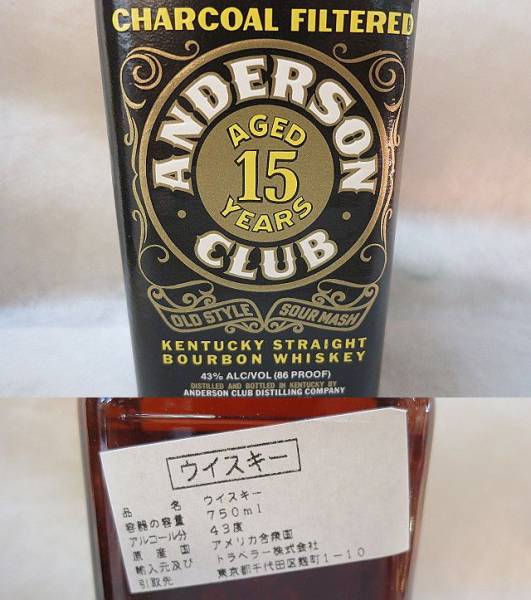 CHARCOAL FILTERED
ANDERSON
AGED
15
YEARS
CLUB
OLD STYLE SOUR MASH
KENTUCKY STRAIGHT
BOURBON WHISKEY
43% ALC/VOL (86 PROOF)
DISTILLED AND BOTTLED IN KENTUCKY BY
ANDERSON CLUB DISTILLING COMPANY
ウイスキー
品名 ウイスキー
容器の容量 750ml
アルコール分 43度
原産国 アメリカ合衆国
輸入元及び トラベラー株式会社
引取先 東京都千代田区麹町1-10